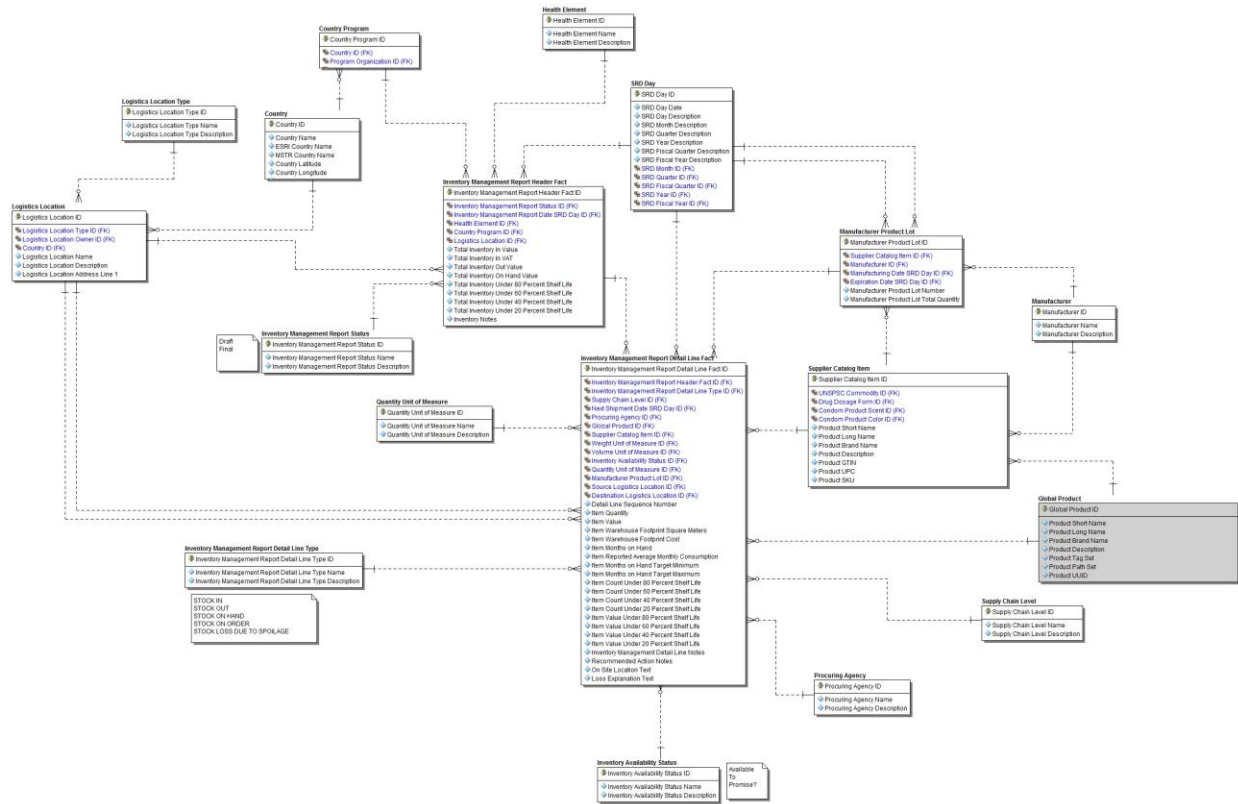 Health Element
Health Element ID
Health Element Name
Health Element Description
Country Program
Country Program ID
Country ID (FK)
Program Organization ID (FK)
SRD Day
SRD Day ID
SRD Day Date
SRD Day Description
SRD Month Description
SRD Quarter Description
SRD Year Description
SRD Fiscal Quarter Description
SRD Fiscal Year Description
SRD Month ID (FK)
SRD Quarter ID (FK)
SRD Fiscal Quarter ID (FK)
SRD Year ID (FK)
SRD Fiscal Year ID (FK)
Logistics Location Type
Logistics Location Type ID
Logistics Location Type Name
Logistics Location Type Description
Country
Country ID
Country Name
ESRI Country Name
MSTR Country Name
Country Latitude
Country Longitude
Inventory Management Report Header Fact
Inventory Management Report Header Fact ID
Inventory Management Report Status ID (FK)
Inventory Management Report Date SRD Day ID (FK)
Health Element ID (FK)
Country Program ID (FK)
Logistics Location ID (FK)
Total Inventory In Value
Total Inventory In VAT
Total Inventory Out Value
Total Inventory On Hand Value
Total Inventory Under 80 Percent Shelf Life
Total Inventory Under 60 Percent Shelf Life
Total Inventory Under 40 Percent Shelf Life
Total Inventory Under 20 Percent Shelf Life
Inventory Notes
Logistics Location
Logistics Location ID
Logistics Location Type ID (FK)
Logistics Location Owner ID (FK)
Country ID (FK)
Logistics Location Name
Logistics Location Description
Logistics Location Address Line 1
Manufacturer Product Lot
Manufacturer Product Lot ID
Supplier Catalog Item ID (FK)
Manufacturer ID (FK)
Manufacturing Date SRD Day ID (FK)
Expiration Date SRD Day ID (FK)
Manufacturer Product Lot Number
Manufacturer Product Lot Total Quantity
Manufacturer
Manufacturer ID
Manufacturer Name
Manufacturer Description
Draft
Final
Inventory Management Report Status
Inventory Management Report Status ID
Inventory Management Report Status Name
Inventory Management Report Status Description
Inventory Management Report Detail Line Fact
Inventory Management Report Detail Line Fact ID
Inventory Management Report Header Fact ID (FK)
Inventory Management Report Detail Line Type ID (FK)
Supply Chain Level ID (FK)
Next Shipment Date SRD Day ID (FK)
Procuring Agency ID (FK)
Global Product ID (FK)
Supplier Catalog Item ID (FK)
Weight Unit of Measure ID (FK)
Volume Unit of Measure ID (FK)
Inventory Availability Status ID (FK)
Quantity Unit of Measure ID (FK)
Manufacturer Product Lot ID (FK)
Source Logistics Location ID (FK)
Destination Logistics Location ID (FK)
Detail Line Sequence Number
Item Quantity
Item Value
Item Warehouse Footprint Square Meters
Item Warehouse Footprint Cost
Item Months on Hand
Item Reported Average Monthly Consumption
Item Months on Hand Target Minimum
Item Months on Hand Target Maximum
Item Count Under 80 Percent Shelf Life
Item Count Under 60 Percent Shelf Life
Item Count Under 40 Percent Shelf Life
Item Count Under 20 Percent Shelf Life
Item Value Under 80 Percent Shelf Life
Item Value Under 60 Percent Shelf Life
Item Value Under 40 Percent Shelf Life
Item Value Under 20 Percent Shelf Life
Inventory Management Detail Line Notes
Recommended Action Notes
On Site Location Text
Loss Explanation Text
Supplier Catalog Item
Supplier Catalog Item ID
UNSPSC Commodity ID (FK)
Drug Dosage Form ID (FK)
Condom Product Scent ID (FK)
Condom Product Color ID (FK)
Product Short Name
Product Long Name
Product Brand Name
Product Description
Product GTIN
Product UPC
Product SKU
Quantity Unit of Measure
Quantity Unit of Measure ID
Quantity Unit of Measure Name
Quantity Unit of Measure Description
Global Product
Global Product ID
Product Short Name
Product Long Name
Product Brand Name
Product Description
Product Tag Set
Product Path Set
Product UUID
Inventory Management Report Detail Line Type
Inventory Management Report Detail Line Type ID
Inventory Management Report Detail Line Type Name
Inventory Management Report Detail Line Type Description
STOCK IN
STOCK OUT
STOCK ON HAND
STOCK ON ORDER
STOCK LOSS DUE TO SPOILAGE
Supply Chain Level
Supply Chain Level ID
Supply Chain Level Name
Supply Chain Level Description
Procuring Agency
Procuring Agency ID
Procuring Agency Name
Procuring Agency Description
Inventory Availability Status
Inventory Availability Status ID
Inventory Availability Status Name
Inventory Availability Status Description
Available
To
Promise?